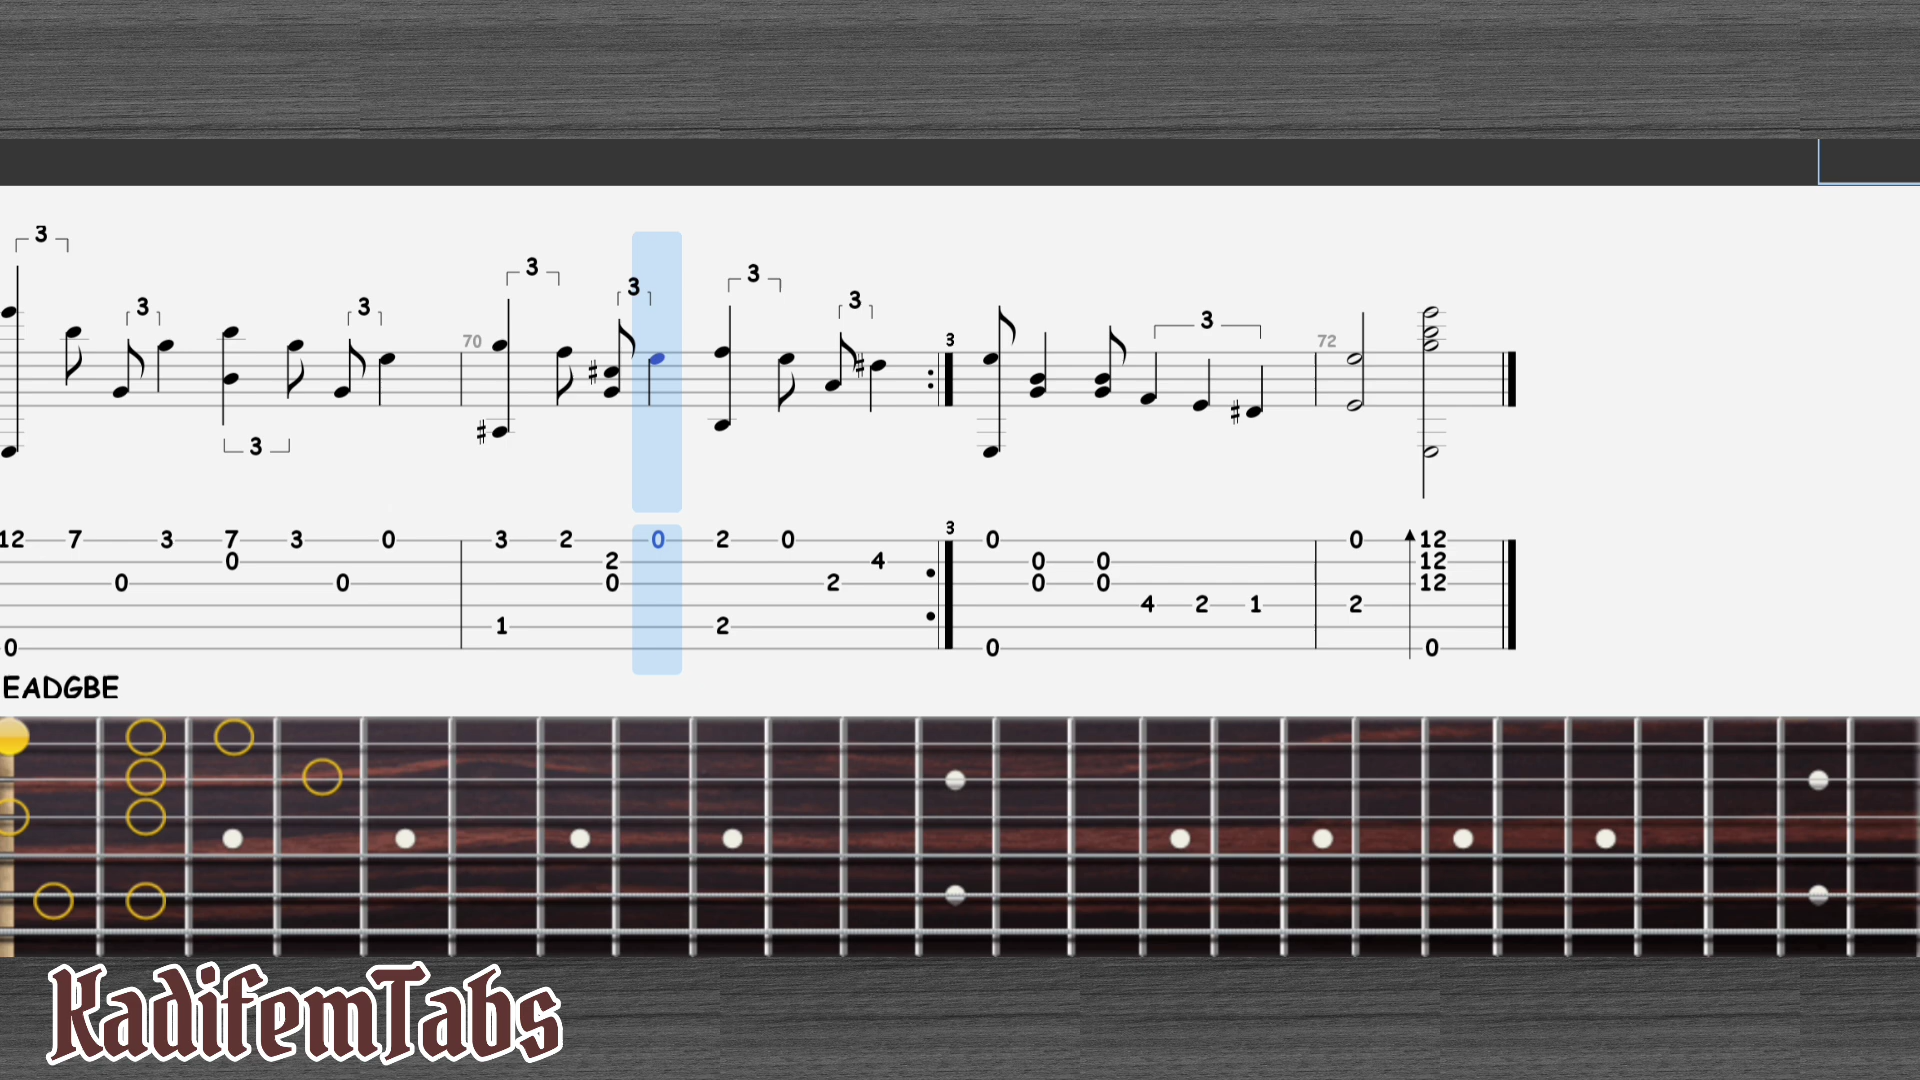 3
3 3 3 3 3
3 3
3
70 3 72
3
12 7 3 7 3 0 3 2 0 2 0 3 0 0 12
0 2 4 0 0 12
0 0 0 2 0 0 12
4 2 1 2
1 2
0 0 0
EADGBE
KadifemTabs